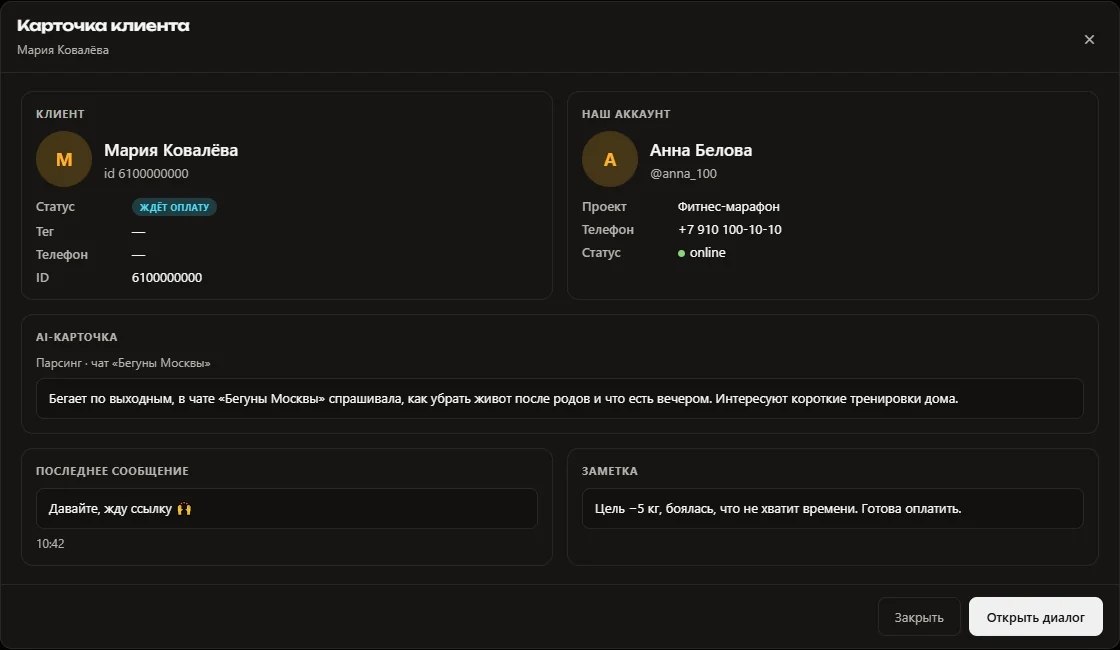 Карточка клиента
Мария Ковалёва
КЛИЕНТ
М
Мария Ковалёва
id 6100000000
Статус ЖДЁТ ОПЛАТУ
Тег —
Телефон —
ID 6100000000
НАШ АККАУНТ
А
Анна Белова
@anna_100
Проект Фитнес-марафон
Телефон +7 910 100-10-10
Статус online
AI-КАРТОЧКА
Парсинг · чат «Бегуны Москвы»
Бегает по выходным, в чате «Бегуны Москвы» спрашивала, как убрать живот после родов и что есть вечером. Интересуют короткие тренировки дома.
ПОСЛЕДНЕЕ СООБЩЕНИЕ
Давайте, жду ссылку 🙌
10:42
ЗАМЕТКА
Цель −5 кг, боялась, что не хватит времени. Готова оплатить.
Закрыть
Открыть диалог